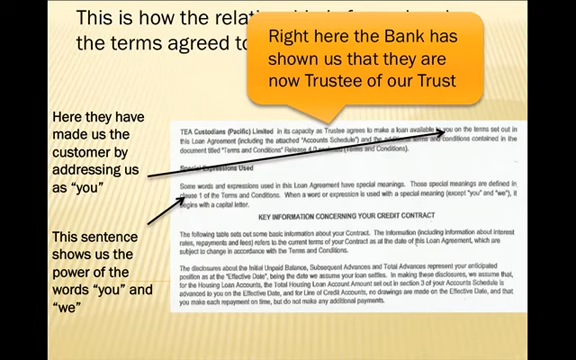 This is how the
the terms agreed to
Right here the Bank has
shown us that they are
now Trustee of our Trust
Here they have
made us the
customer by
addressing us
as “you”
This sentence
shows us the
power of the
words “you” and
“we”
TEA Custodians (Pacific) Limited in its capacity as Trustee agrees to make a loan available to you on the terms set out in
this Loan Agreement (including the attached "Accounts Schedule") and the additional terms and conditions contained in the
document titled "Terms and Conditions" Release (Terms and Conditions).
Special Expressions Used
Some words and expressions used in this Loan Agreement have special meanings. Those special meanings are defined in
clause 1 of the Terms and Conditions. When a word or expression is used with a special meaning (except "you" and "we"), it
begins with a capital letter.
KEY INFORMATION CONCERNING YOUR CREDIT CONTRACT
The following table sets out some basic information about your Contract. The Information (including information about interest
rates, repayments and fees) refers to the current terms of your Contract as at the date of this Loan Agreement, which are
subject to change in accordance with the Terms and Conditions.
The disclosures about the Initial Unpaid Balance, Subsequent Advances and Total Advances represent your anticipated
position as at the "Effective Date", being the date we assume your loan settles. In making these disclosures, we assume that,
for the Housing Loan Accounts, the Total Housing Loan Account Amount set out in section 3 of your Accounts Schedule is
advanced to you on the Effective Date, and for Line of Credit Accounts, no drawings are made on the Effective Date, and that
you make each repayment on time, but do not make any additional payments.